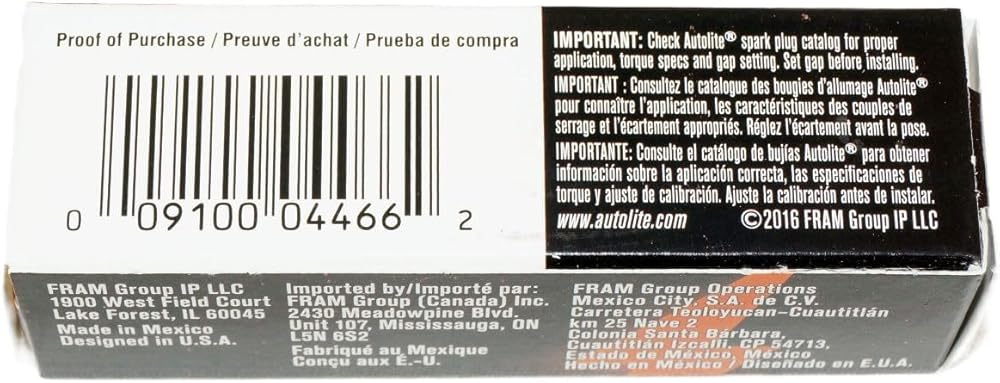 Proof of Purchase / Preuve d'achat / Prueba de compra
0 09100 04466 2
IMPORTANT: Check Autolite® spark plug catalog for proper
application, torque specs and gap setting. Set gap before installing.
IMPORTANT : Consultez le catalogue des bougies d'allumage Autolite®
pour connaître l'application, les caractéristiques des couples de
serrage et l'écartement appropriés. Réglez l'écartement avant la pose.
IMPORTANTE: Consulte el catálogo de bujías Autolite® para obtener
información sobre la aplicación correcta, las especificaciones de
torque y ajuste de calibración. Ajuste la calibración antes de instalar.
www.autolite.com ©2016 FRAM Group IP LLC
FRAM Group IP LLC
1900 West Field Court
Lake Forest, IL 60045
Made in Mexico
Designed in U.S.A.
Imported by/Importé par:
FRAM Group (Canada) Inc.
2430 Meadowpine Blvd.
Unit 107, Mississauga, ON
L5N 6S2
Fabriqué au Mexique
Conçu aux É.-U.
FRAM Group Operations
Mexico City, S.A. de C.V.
Carretera Teoloyucan-Cuautitlán
km 25 Nave 2
Colonia Santa Bárbara,
Cuautitlán Izcalli, CP 54713,
Estado de México, México
Hecho en México / Diseñado en E.U.A.